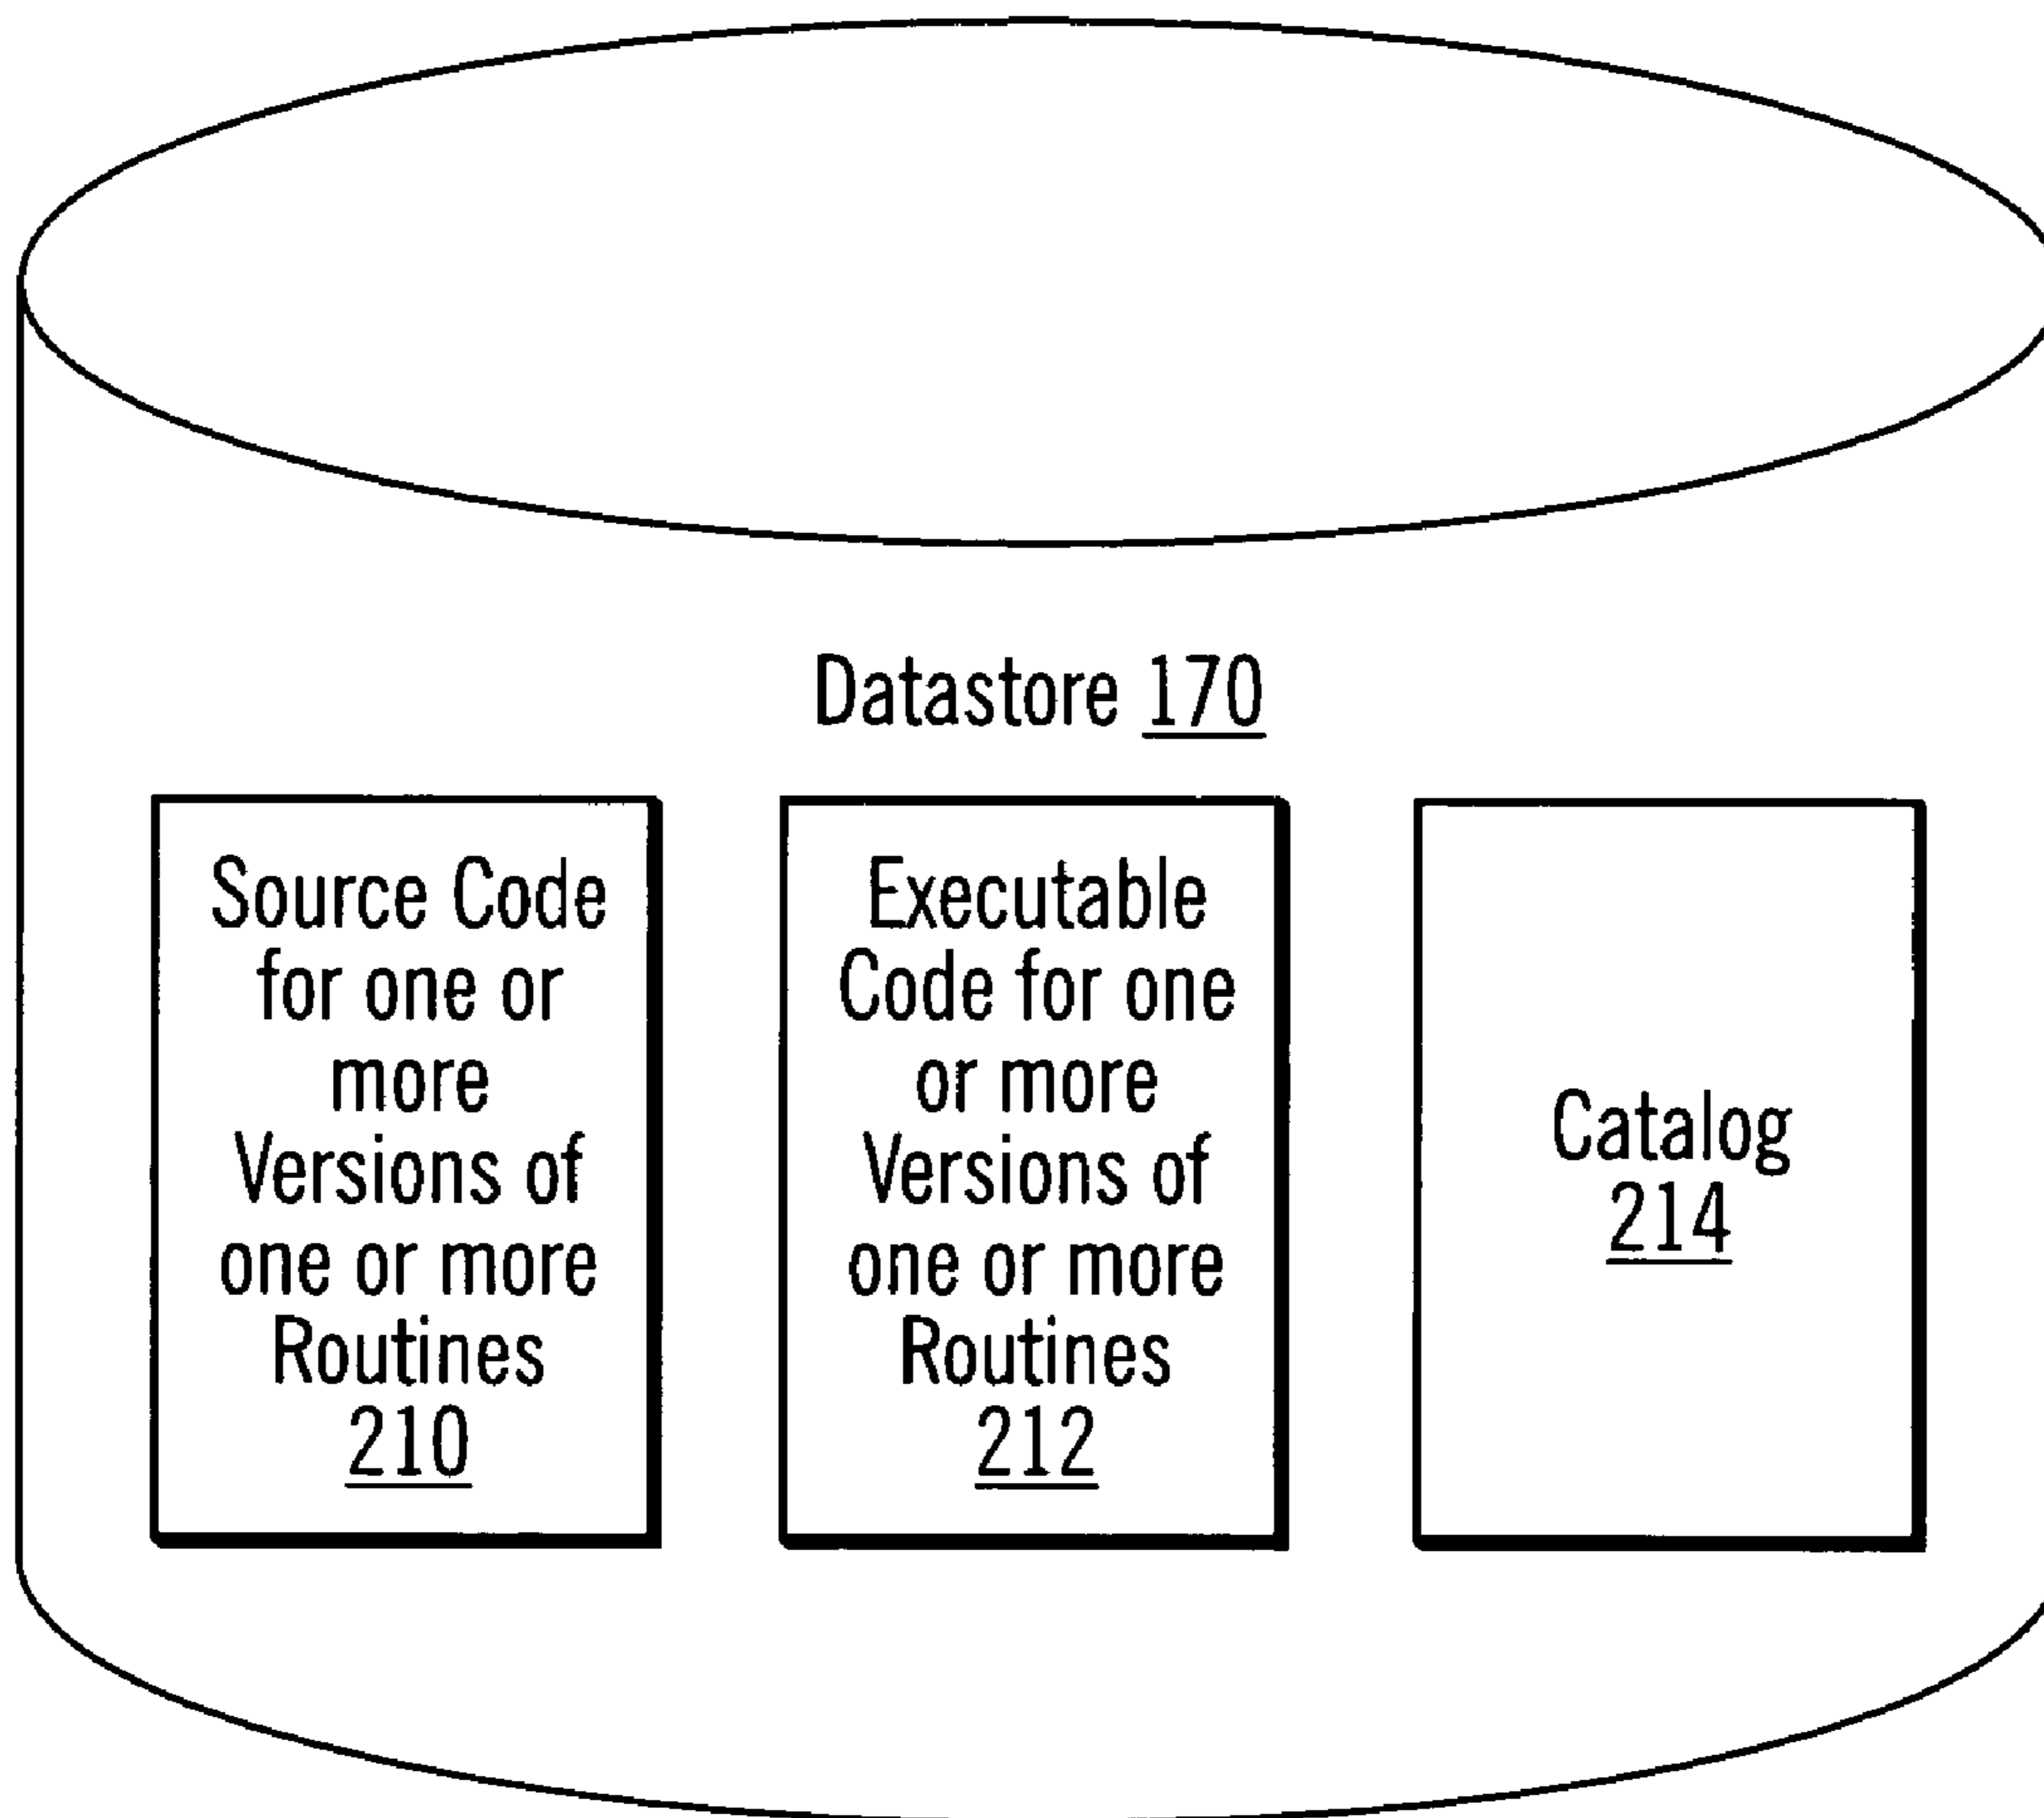 Datastore 170
Source Code
for one or
more
Versions of
one or more
Routines
210
Executable
Code for one
or more
Versions of
one or more
Routines
212
Catalog
214